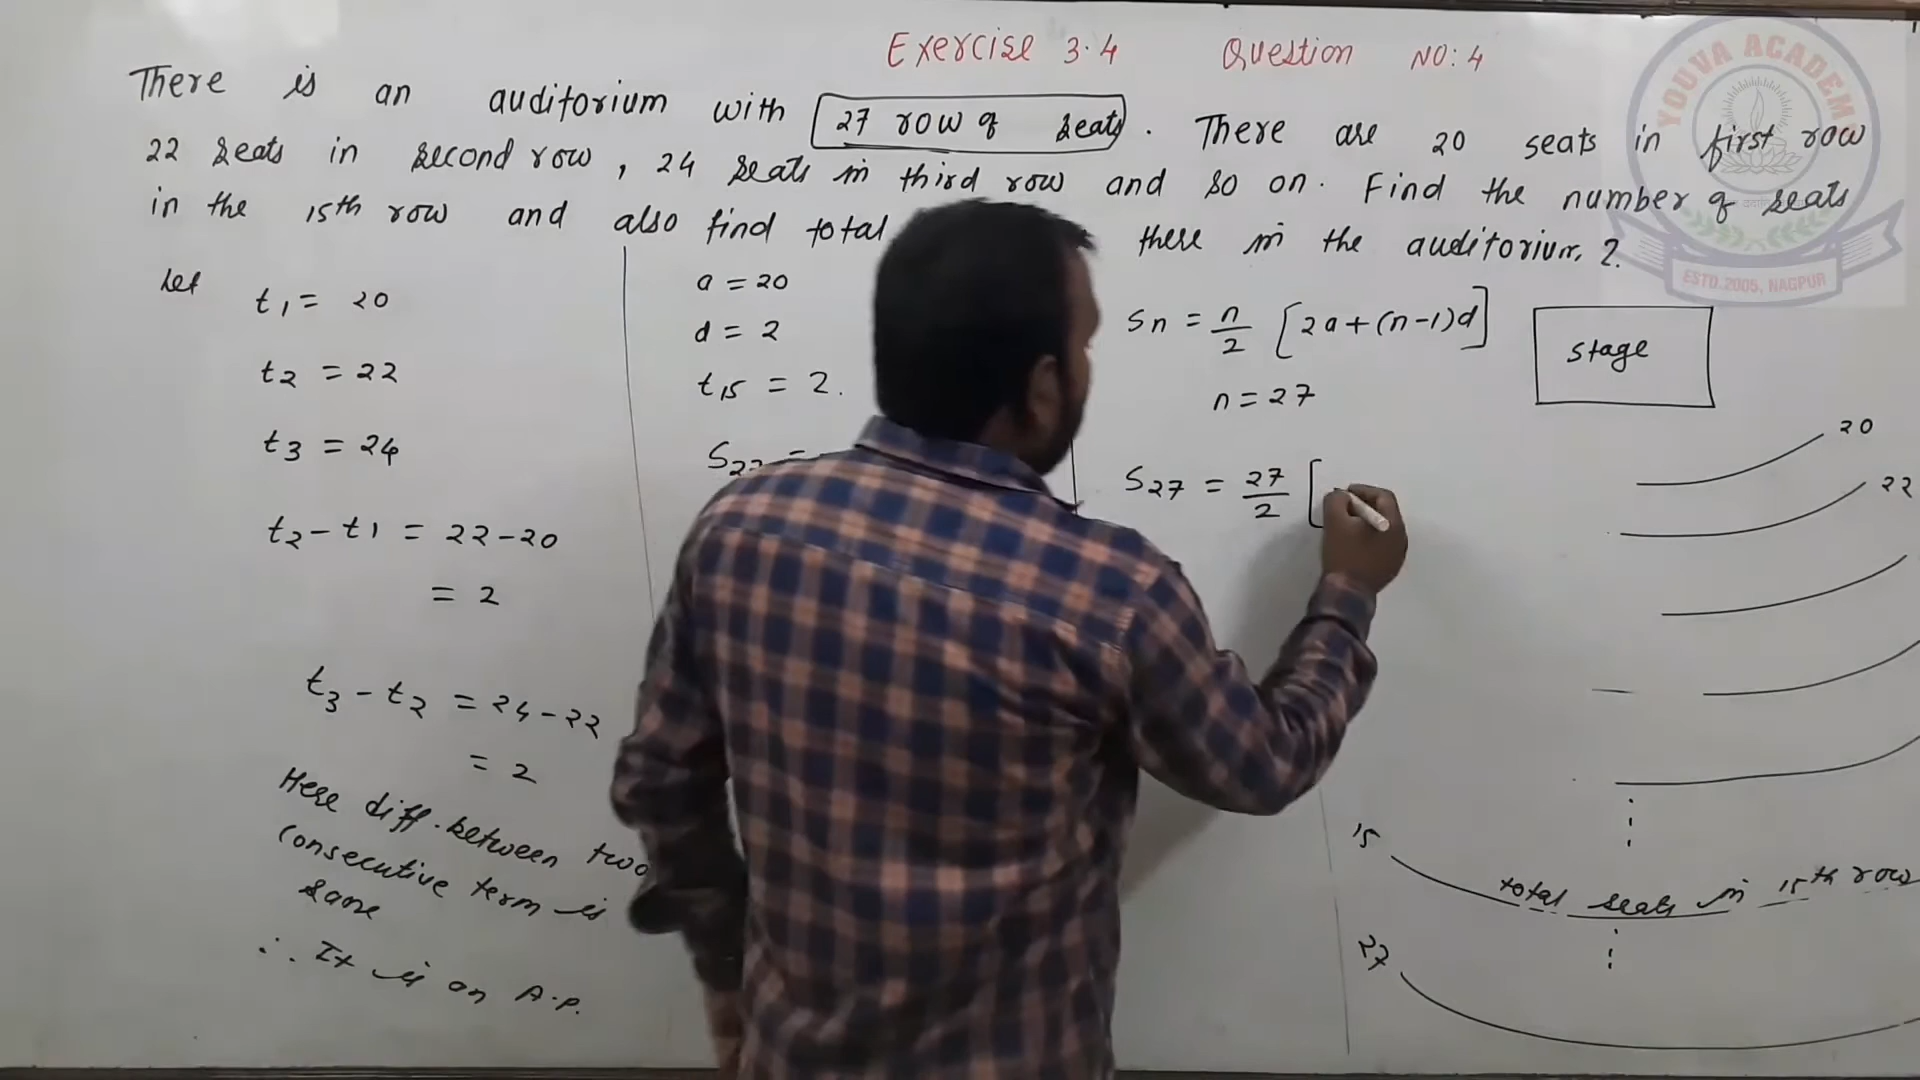 Exercise 3.4 Question NO: 4
There is an auditorium with 27 row of seats. There are 20 seats in first row
22 seats in second row, 24 seats in third row and so on. Find the number of seats
in the 15th row and also find total there in the auditorium?
Let t1 = 20
t2 = 22
t3 = 24
t2 - t1 = 22 - 20
= 2
t3 - t2 = 24 - 22
= 2
Here diff. between two
consecutive term is
same
∴ It is an A.P.
a = 20
d = 2
t15 = ?
S27 =
Sn = n/2 [2a + (n-1)d]
n = 27
S27 = 27/2 [
Stage
20
22
15
total seats in 15th row
27
YOUVA ACADEMY
ESTD. 2005, NAGPUR